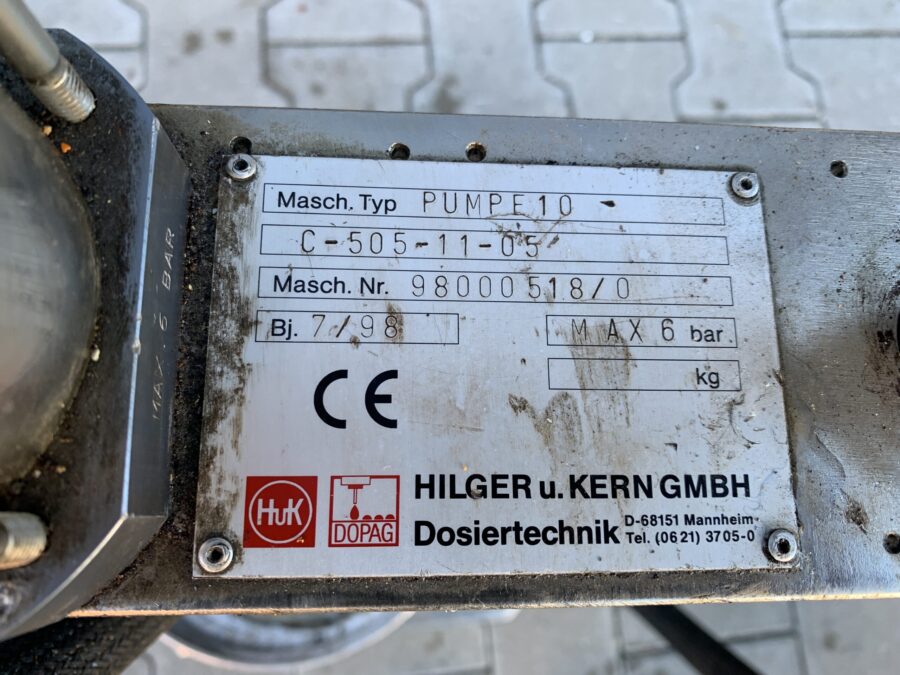 Masch. Typ PUMPE10
C-505-11-05
Masch. Nr. 98000518/0
Bj. 7/98 MAX 6 bar
kg
CE
HuK DOPAG HILGER u. KERN GMBH
Dosiertechnik D-68151 Mannheim
Tel. (0621) 3705-0
MAX. 6 BAR